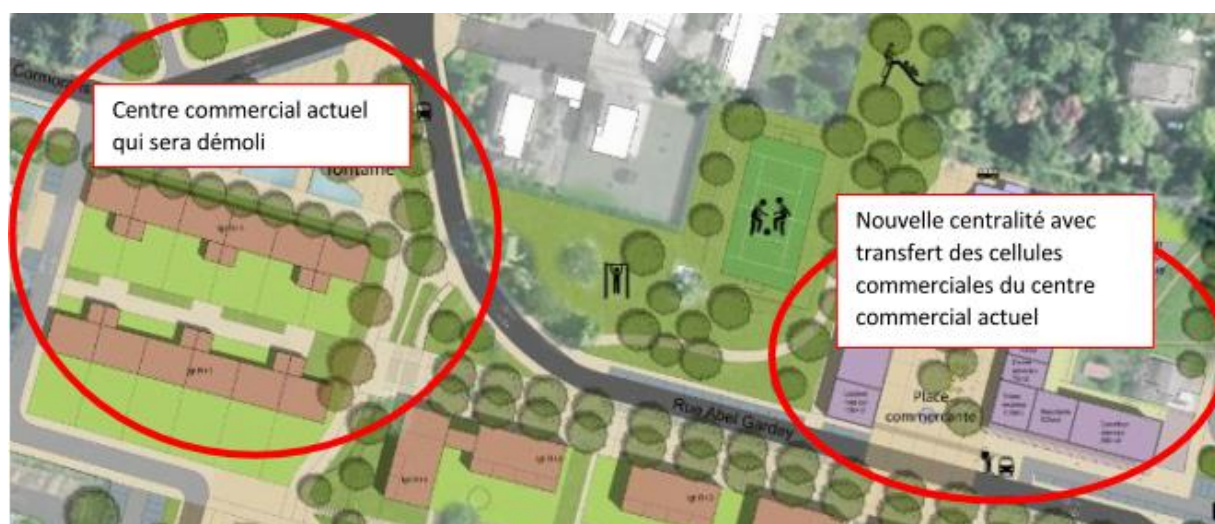 Centre commercial actuel
qui sera démoli
fontaine
Nouvelle centralité avec
transfert des cellules
commerciales du centre
commercial actuel
Rue Abel Gardey
Place
commerçante